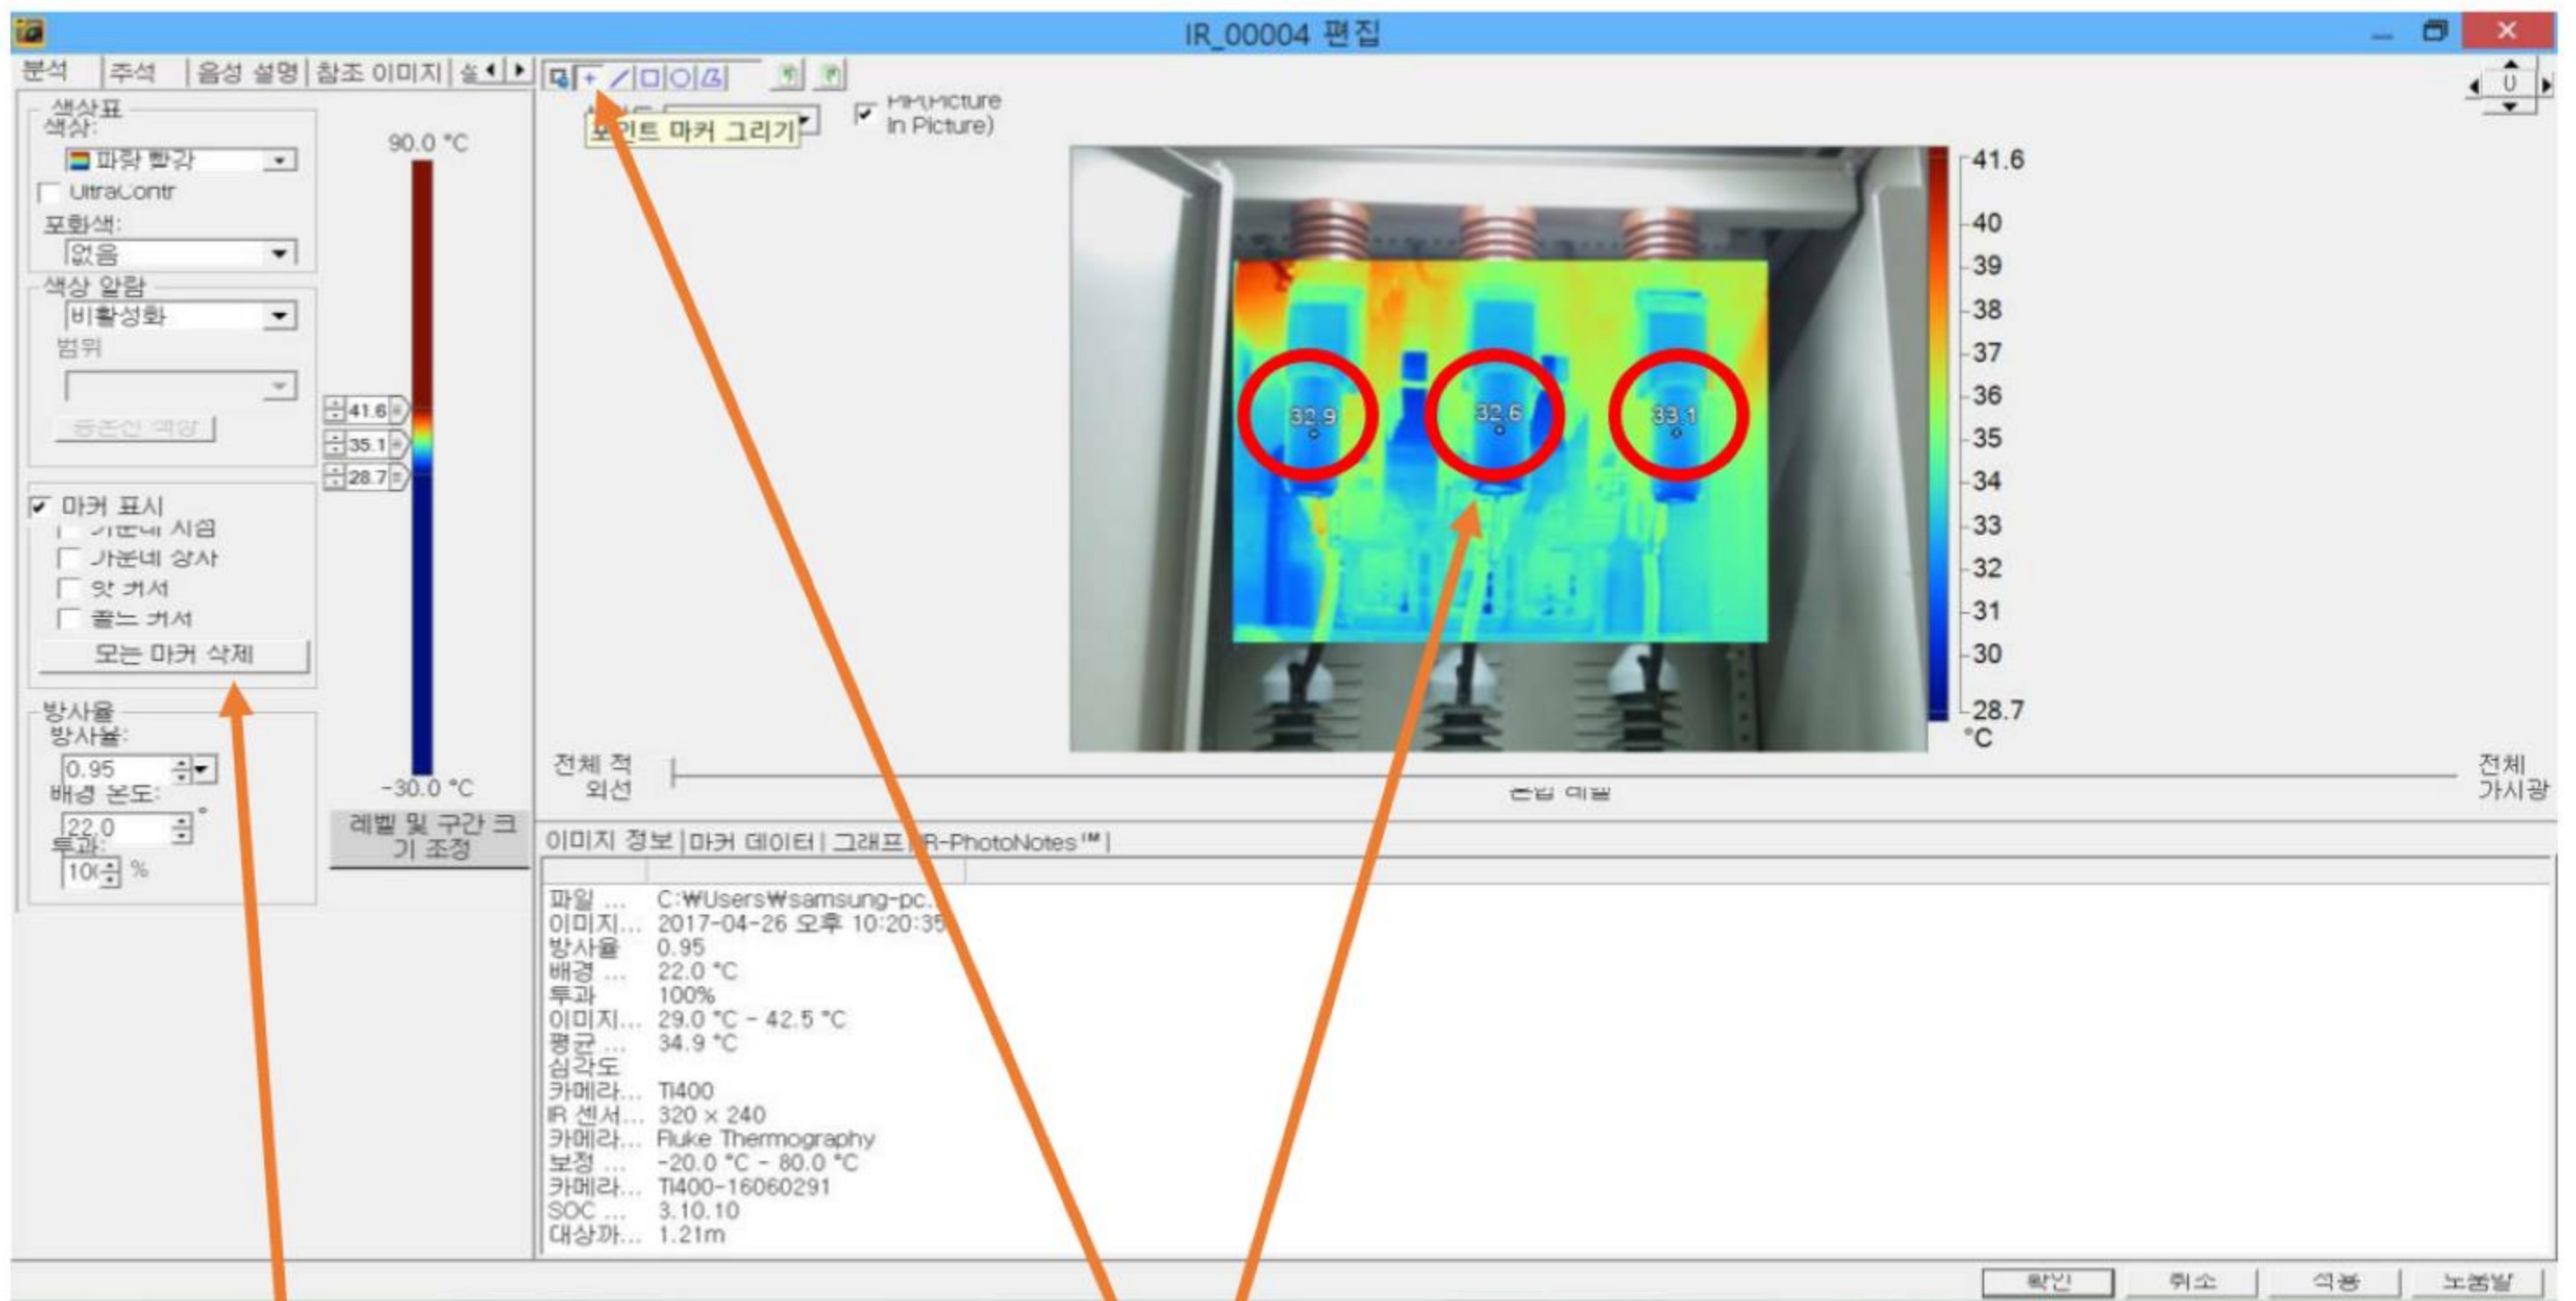 IR_00004 편집
분석 주석 음성 설명 참조 이미지
색상표
색상:
파랑 빨강
UltraContr
포화색:
없음
색상 알람
비활성화
범위
90.0 °C
41.6
35.1
28.7
-30.0 °C
레벨 및 구간 크
기 조정
마커 표시
모든 마커 삭제
방사율
방사율:
0.95
배경 온도:
22.0 °
투과:
%
포인트 마커 그리기
PIP(Picture
In Picture)
U
32.9
32.6
33.1
41.6
40
39
38
37
36
35
34
33
32
31
30
28.7
°C
전체 적
외선
혼합 레벨
전체
가시광
이미지 정보 마커 데이터 그래프 IR-PhotoNotes™
파일 ... C:₩Users₩samsung-pc...
이미지... 2017-04-26 오후 10:20:35
방사율 0.95
배경 ... 22.0 °C
투과 100%
이미지... 29.0 °C - 42.5 °C
평균 ... 34.9 °C
심각도
카메라... Ti400
IR 센서... 320 × 240
카메라... Fluke Thermography
보정 ... -20.0 °C - 80.0 °C
카메라... Ti400-16060291
SOC ... 3.10.10
대상까... 1.21m
확인 취소 적용 도움말